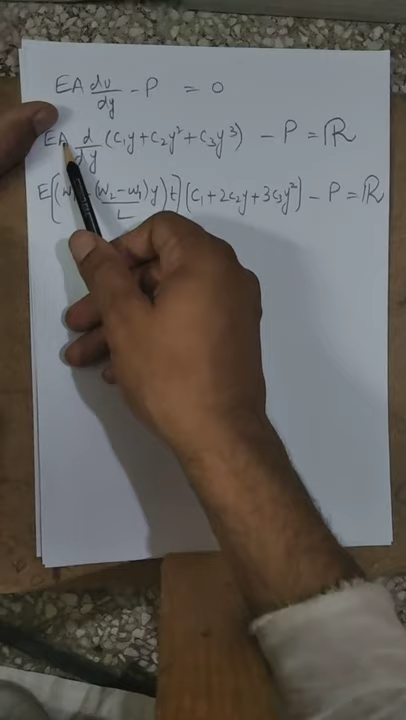 EA du/dy - P = 0
EA d/dy (C₁y + C₂y² + C₃y³) - P = R
E[(W₁ (W₂-W₁)/L y) t] (C₁ + 2C₂y + 3C₃y²) - P = R